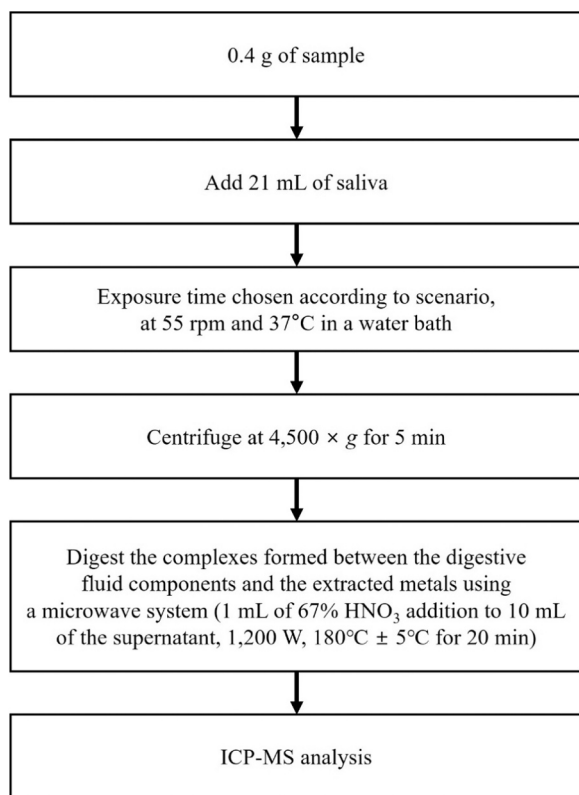 0.4 g of sample
Add 21 mL of saliva
Exposure time chosen according to scenario,
at 55 rpm and 37°C in a water bath
Centrifuge at 4,500 × g for 5 min
Digest the complexes formed between the digestive
fluid components and the extracted metals using
a microwave system (1 mL of 67% HNO₃ addition to 10 mL
of the supernatant, 1,200 W, 180℃ ± 5℃ for 20 min)
ICP-MS analysis